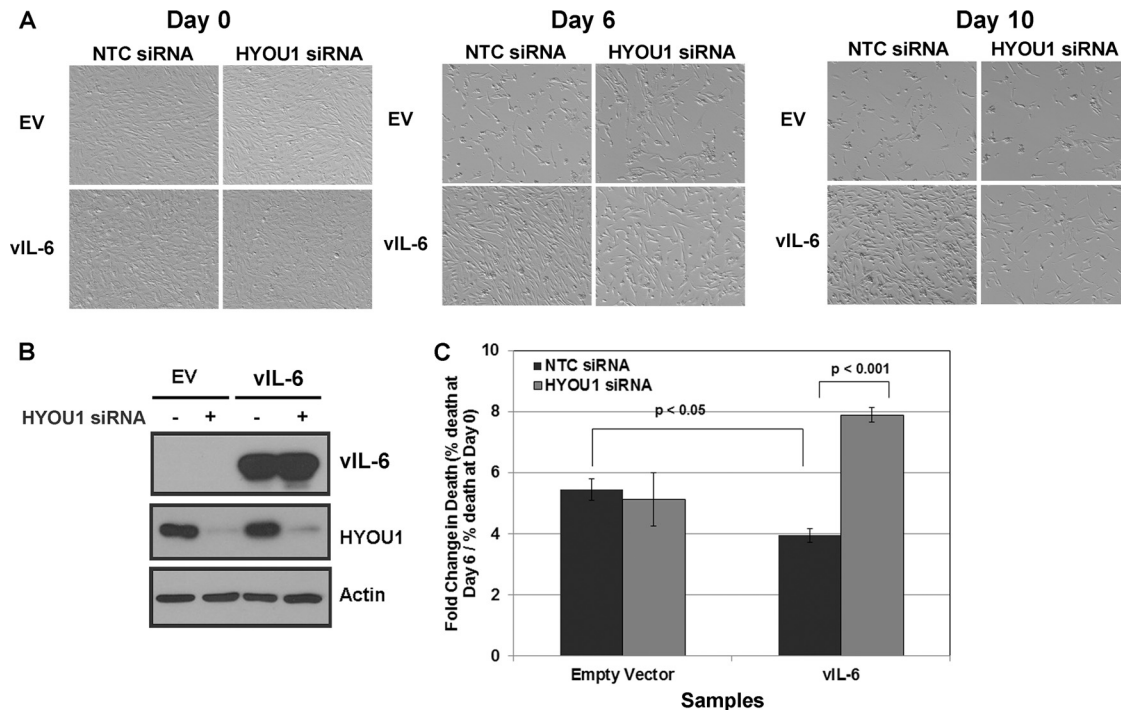 A
Day 0
Day 6
Day 10
NTC siRNA HYOU1 siRNA
NTC siRNA HYOU1 siRNA
NTC siRNA HYOU1 siRNA
EV
EV
EV
vIL-6
vIL-6
vIL-6
B
EV vIL-6
HYOU1 siRNA - + - +
vIL-6
HYOU1
Actin
C
Fold Change in Death (% death at
Day 6 / % death at Day 0)
10
8
6
4
2
0
NTC siRNA
HYOU1 siRNA
p < 0.05
p < 0.001
Empty Vector
vIL-6
Samples